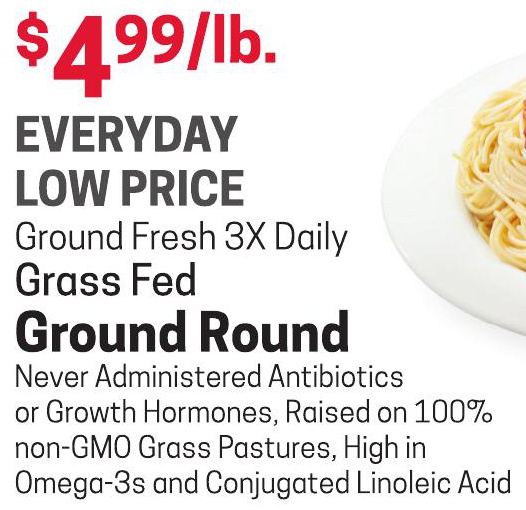 $4.99/lb.
EVERYDAY
LOW PRICE
Ground Fresh 3X Daily
Grass Fed
Ground Round
Never Administered Antibiotics
or Growth Hormones, Raised on 100%
non-GMO Grass Pastures, High in
Omega-3s and Conjugated Linoleic Acid